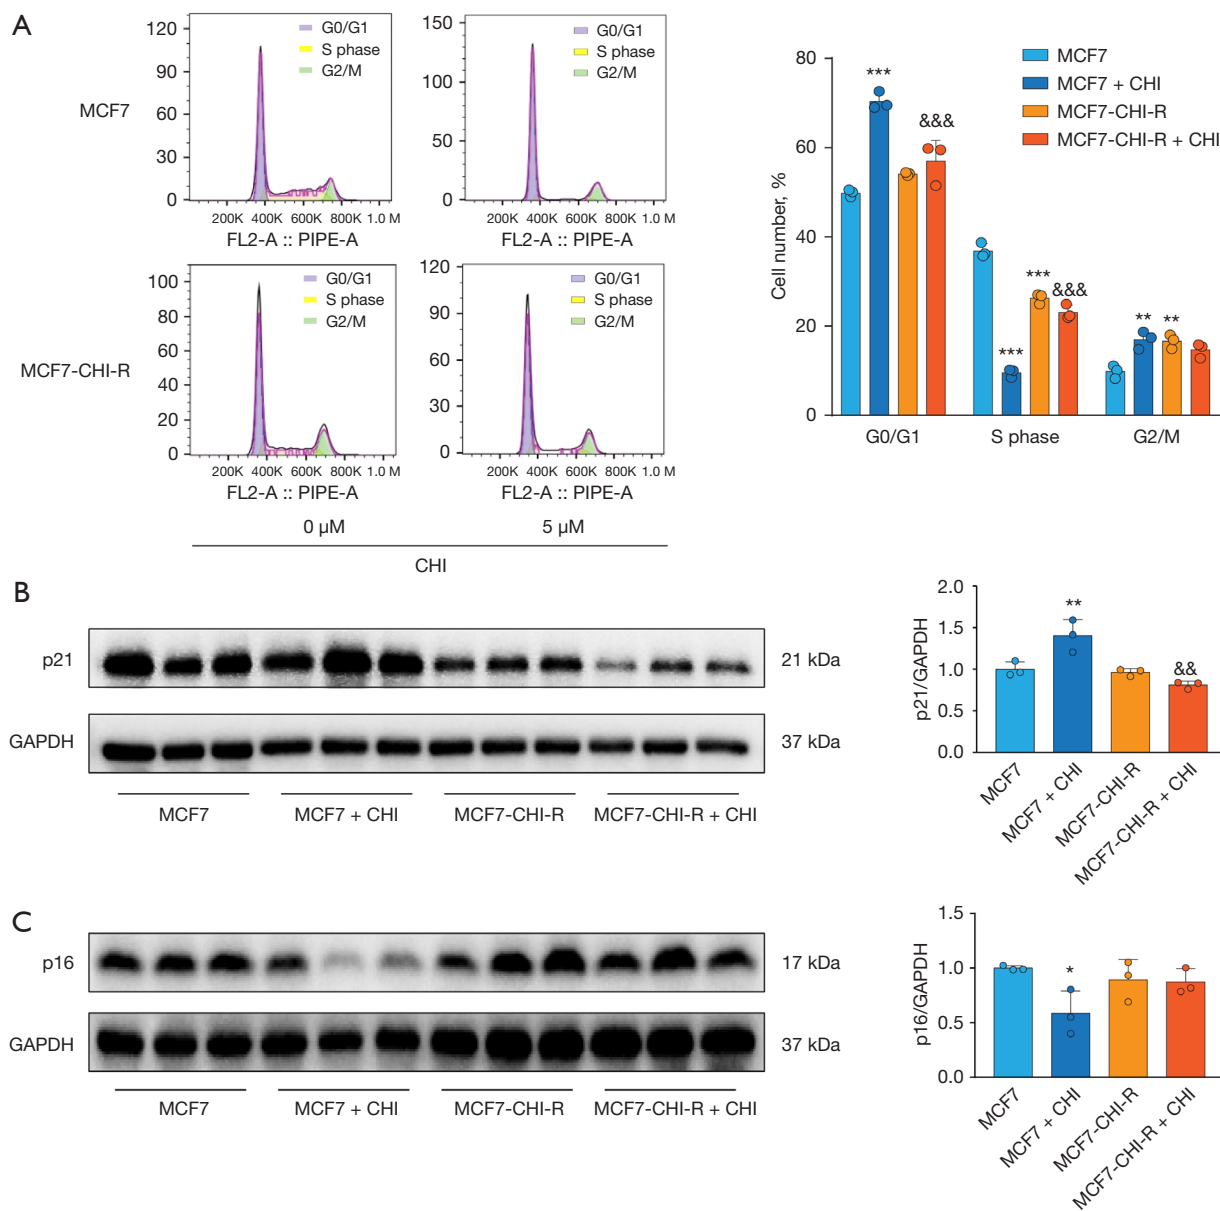 A
MCF7
120
90
60
30
0
G0/G1
S phase
G2/M
200K 400K 600K 800K 1.0 M
FL2-A :: PIPE-A
150
100
50
0
G0/G1
S phase
G2/M
200K 400K 600K 800K 1.0 M
FL2-A :: PIPE-A
MCF7-CHI-R
100
80
60
40
20
0
G0/G1
S phase
G2/M
200K 400K 600K 800K 1.0 M
FL2-A :: PIPE-A
120
90
60
30
0
G0/G1
S phase
G2/M
200K 400K 600K 800K 1.0 M
FL2-A :: PIPE-A
0 µM 5 µM
CHI
Cell number, %
80
60
40
20
0
MCF7
MCF7 + CHI
MCF7-CHI-R
MCF7-CHI-R + CHI
*** &&&
*** *** &&&
** **
G0/G1 S phase G2/M
B
p21 21 kDa
GAPDH 37 kDa
MCF7 MCF7 + CHI MCF7-CHI-R MCF7-CHI-R + CHI
p21/GAPDH
2.0
1.5
1.0
0.5
0.0
**
&&
MCF7
MCF7 + CHI
MCF7-CHI-R
MCF7-CHI-R + CHI
C
p16 17 kDa
GAPDH 37 kDa
MCF7 MCF7 + CHI MCF7-CHI-R MCF7-CHI-R + CHI
p16/GAPDH
1.5
1.0
0.5
0.0
*
MCF7
MCF7 + CHI
MCF7-CHI-R
MCF7-CHI-R + CHI